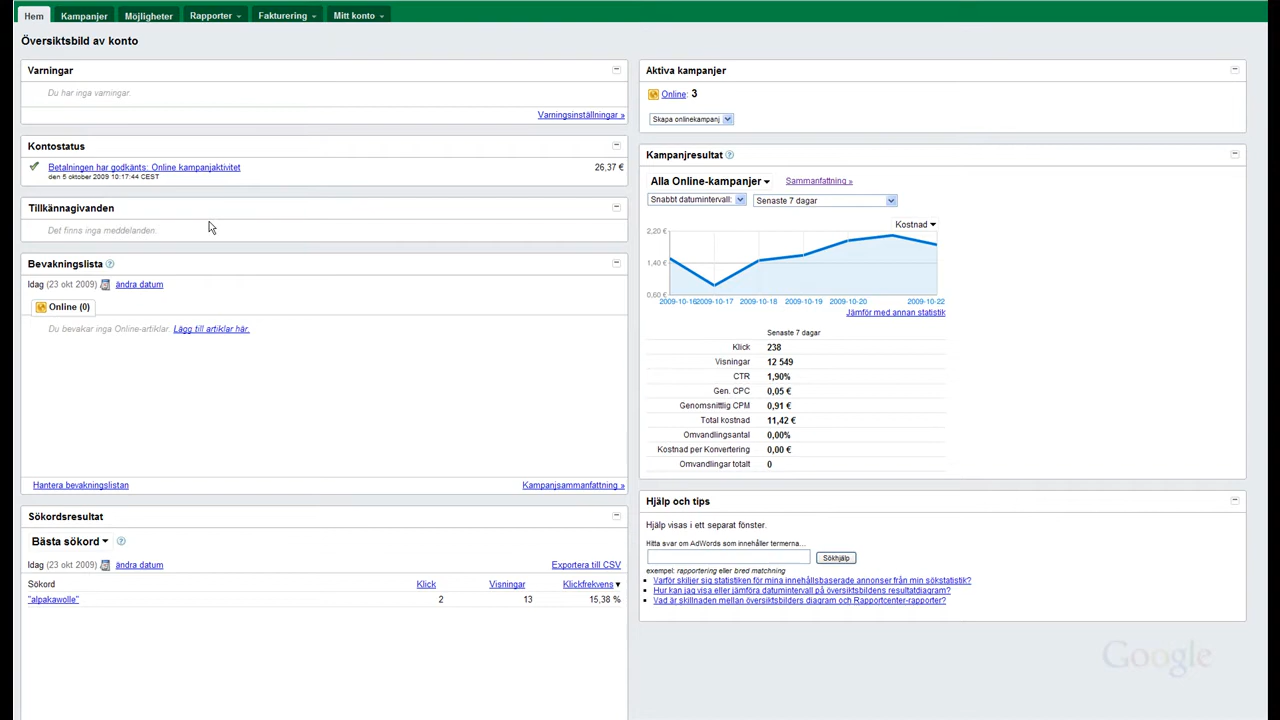 Hem Kampanjer Möjligheter Rapporter Fakturering Mitt konto
Översiktsbild av konto
Varningar
Du har inga varningar.
Varningsinställningar »
Kontostatus
Betalningen har godkänts: Online kampanjaktivitet 26,37 €
den 5 oktober 2009 10:17:44 CEST
Tillkännagivanden
Det finns inga meddelanden.
Bevakningslista
Idag (23 okt 2009) ändra datum
Online (0)
Du bevakar inga Online-artiklar. Lägg till artiklar här.
Hantera bevakningslistan Kampanjsammanfattning »
Sökordsresultat
Bästa sökord
Idag (23 okt 2009) ändra datum Exportera till CSV
Sökord Klick Visningar Klickfrekvens
"alpakawolle" 2 13 15,38 %
Aktiva kampanjer
Online: 3
Skapa onlinekampanj
Kampanjresultat
Alla Online-kampanjer Sammanfattning »
Snabbt datumintervall: Senaste 7 dagar
Kostnad
2,20 €
1,40 €
0,60 €
2009-10-16 2009-10-17 2009-10-18 2009-10-19 2009-10-20 2009-10-22
Jämför med annan statistik
Senaste 7 dagar
Klick 238
Visningar 12 549
CTR 1,90%
Gen. CPC 0,05 €
Genomsnittlig CPM 0,91 €
Total kostnad 11,42 €
Omvandlingsantal 0,00%
Kostnad per Konvertering 0,00 €
Omvandlingar totalt 0
Hjälp och tips
Hjälp visas i ett separat fönster.
Hitta svar om AdWords som innehåller termerna...
Sökhjälp
exempel: rapportering eller bred matchning
Varför skiljer sig statistiken för mina innehållsbaserade annonser från min sökstatistik?
Hur kan jag visa eller jämföra datumintervall på översiktsbildens resultatdiagram?
Vad är skillnaden mellan översiktsbilders diagram och Rapportcenter-rapporter?
Google